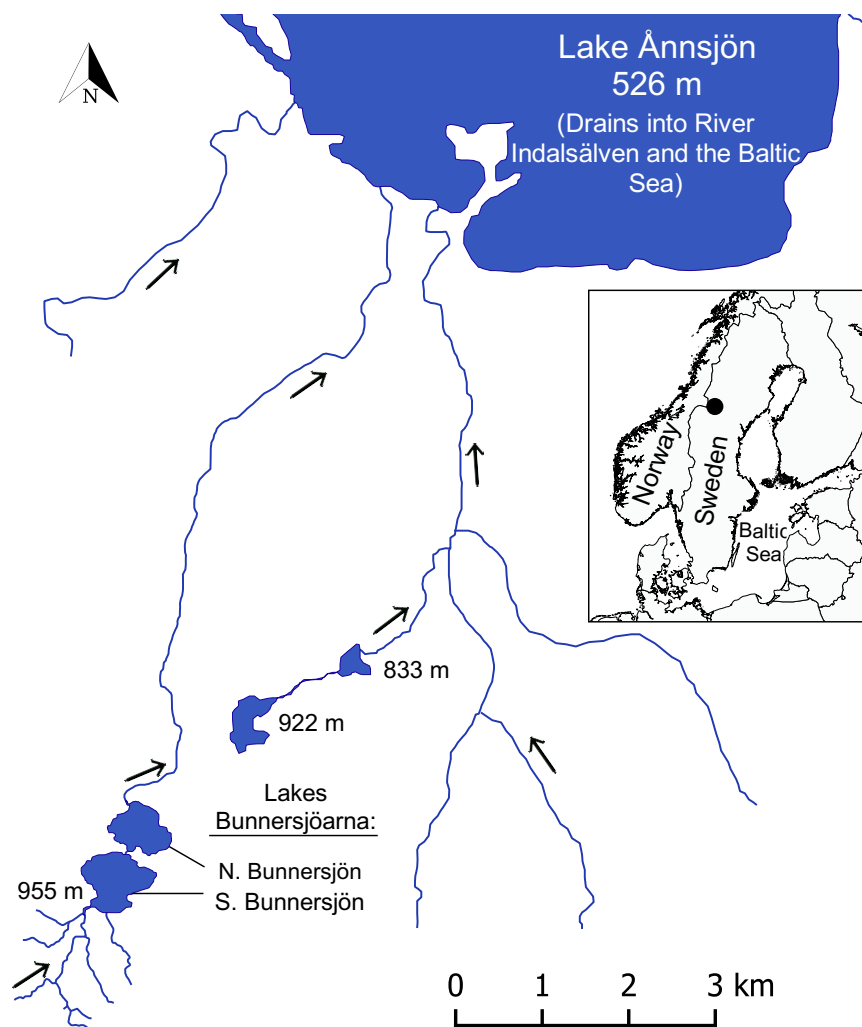 Lake Ånnsjön
526 m
(Drains into River
Indalsälven and the Baltic
Sea)
N
Norway
Sweden
Baltic
Sea
833 m
922 m
Lakes
Bunnersjöarna:
N. Bunnersjön
955 m
S. Bunnersjön
0 1 2 3 km